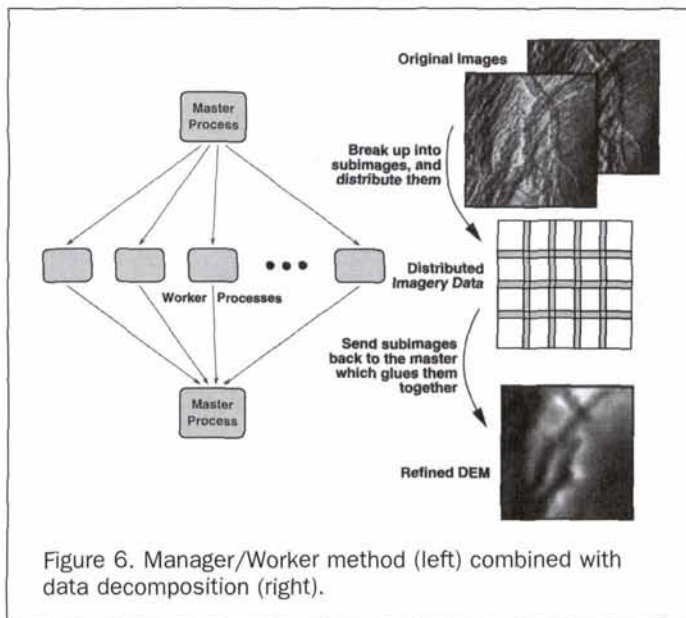 Original Images
Master
Process
Break up into
subimages, and
distribute them
Worker Processes
Distributed
Imagery Data
Send subimages
back to the master
which glues them
together
Master
Process
Refined DEM
Figure 6. Manager/Worker method (left) combined with
data decomposition (right).